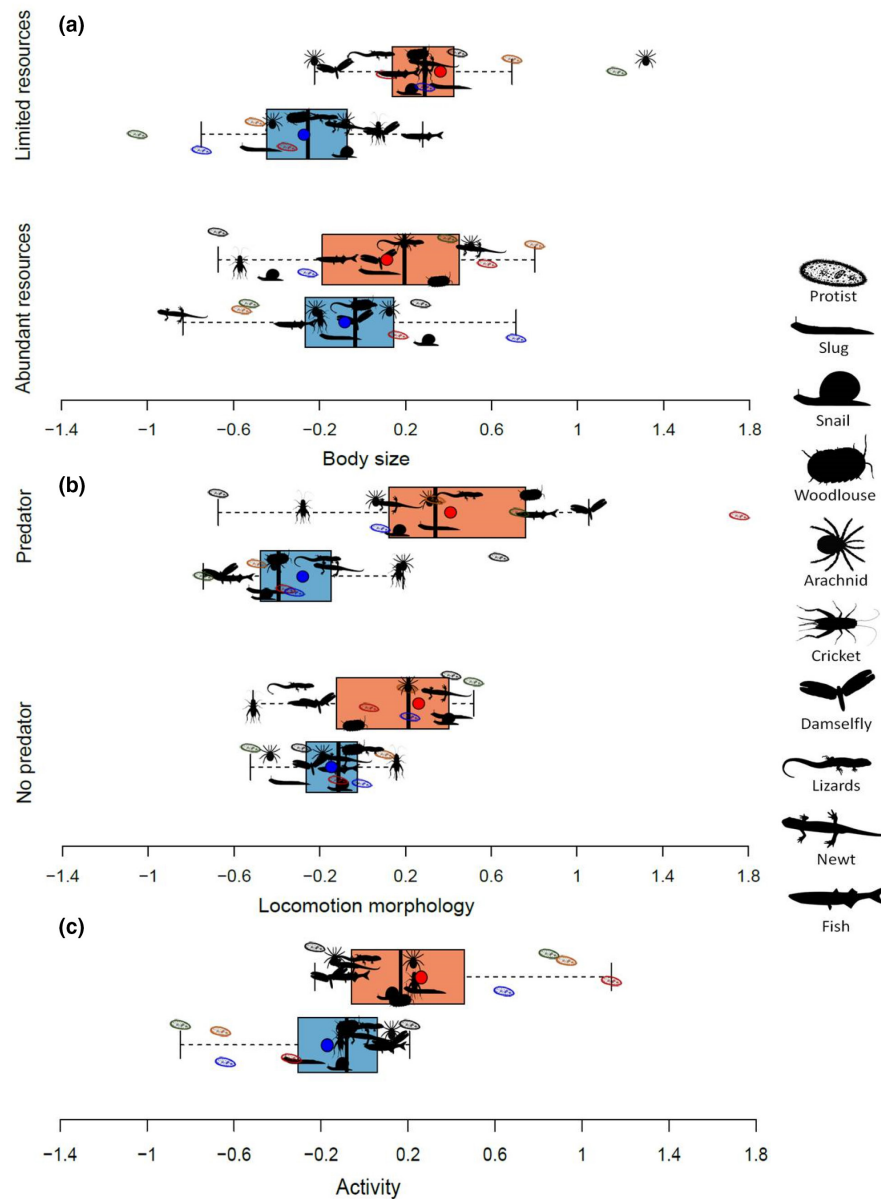 (a)
Limited resources
Abundant resources
−1.4 −1 −0.6 −0.2 0.2 0.6 1 1.4 1.8
Body size
(b)
Predator
No predator
−1.4 −1 −0.6 −0.2 0.2 0.6 1 1.4 1.8
Locomotion morphology
(c)
−1.4 −1 −0.6 −0.2 0.2 0.6 1 1.4 1.8
Activity
Protist
Slug
Snail
Woodlouse
Arachnid
Cricket
Damselfly
Lizards
Newt
Fish